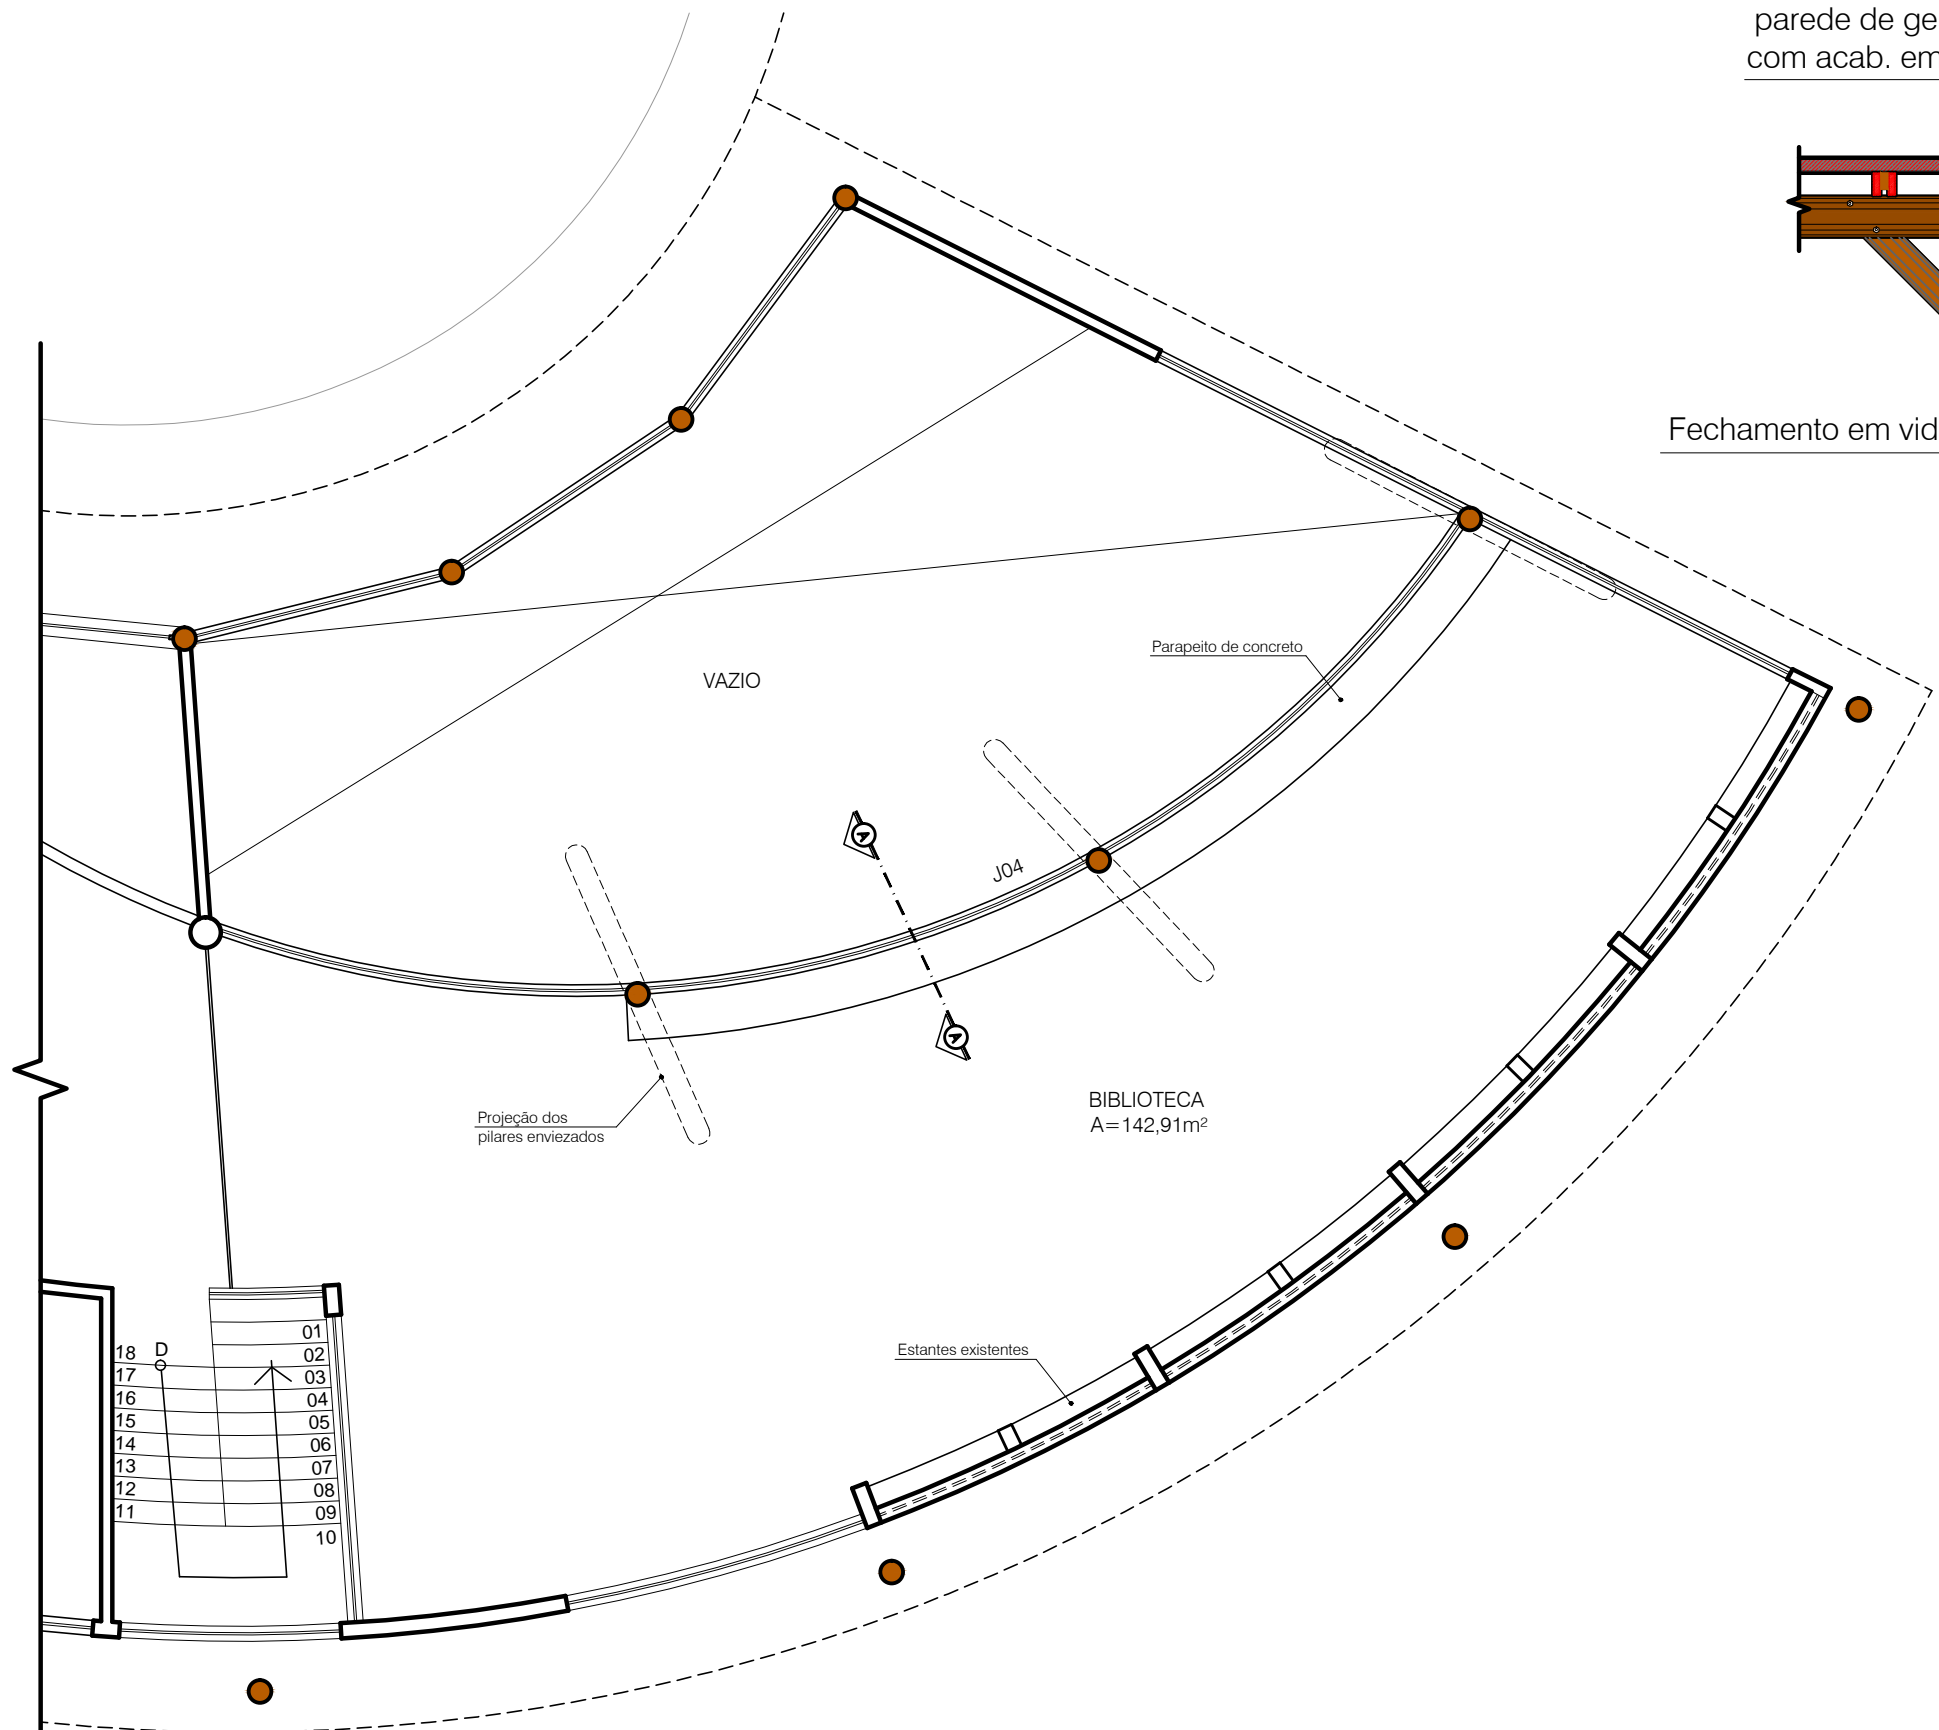 parede de ge
com acab. em
Fechamento em vid
Parapeito de concreto
VAZIO
A
J04
A
BIBLIOTECA
A=142,91m²
Projeção dos
pilares enviezados
Estantes existentes
D
01
02
03
04
05
06
07
08
09
10
18
17
16
15
14
13
12
11